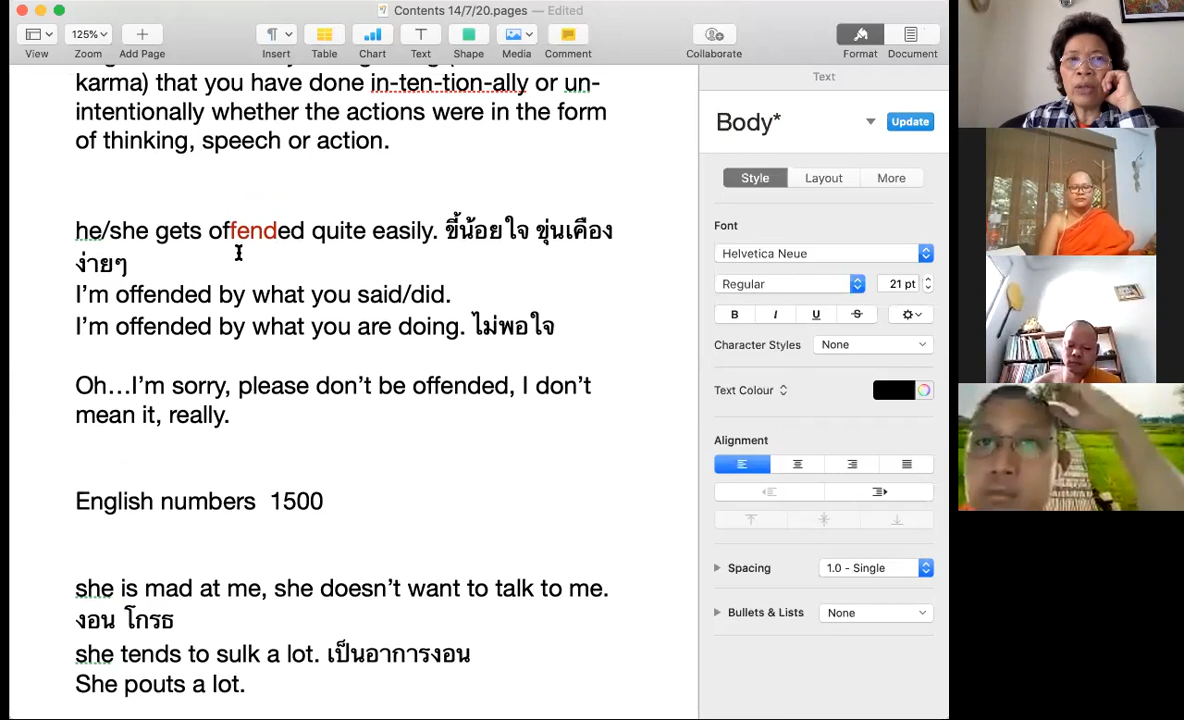 Contents 14/7/20.pages — Edited
125%
View
Zoom
Add Page
Insert
Table
Chart
Text
Shape
Media
Comment
Collaborate
Format
Document
karma) that you have done in-ten-tion-ally or un-
intentionally whether the actions were in the form
of thinking, speech or action.
he/she gets offended quite easily. ขี้น้อยใจ ขุ่นเคือง
ง่ายๆ
I'm offended by what you said/did.
I'm offended by what you are doing. ไม่พอใจ
Oh…I'm sorry, please don't be offended, I don't
mean it, really.
English numbers 1500
she is mad at me, she doesn't want to talk to me.
งอน โกรธ
she tends to sulk a lot. เป็นอาการงอน
She pouts a lot.
Text
Body*
Update
Style
Layout
More
Font
Helvetica Neue
Regular
21 pt
B I U S
Character Styles
None
Text Colour
Alignment
Spacing
1.0 - Single
Bullets & Lists
None